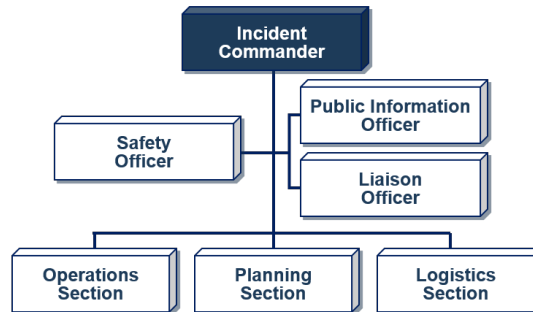 Incident
Commander
Public Information
Officer
Safety
Officer
Liaison
Officer
Operations
Section
Planning
Section
Logistics
Section